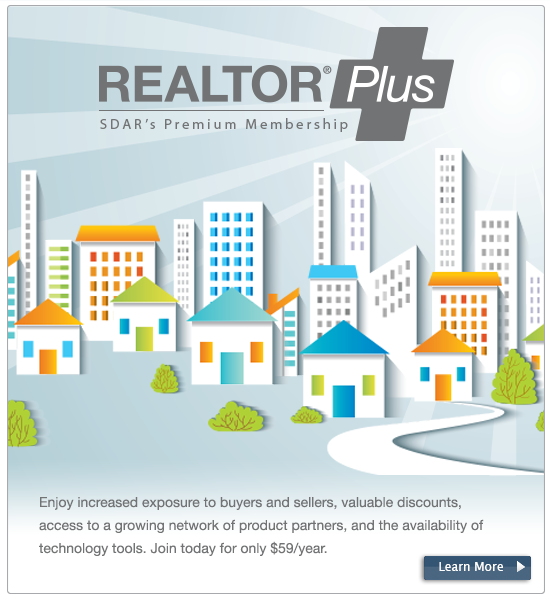 REALTOR® Plus
SDAR's Premium Membership
Enjoy increased exposure to buyers and sellers, valuable discounts,
access to a growing network of product partners, and the availability of
technology tools. Join today for only $59/year.
Learn More